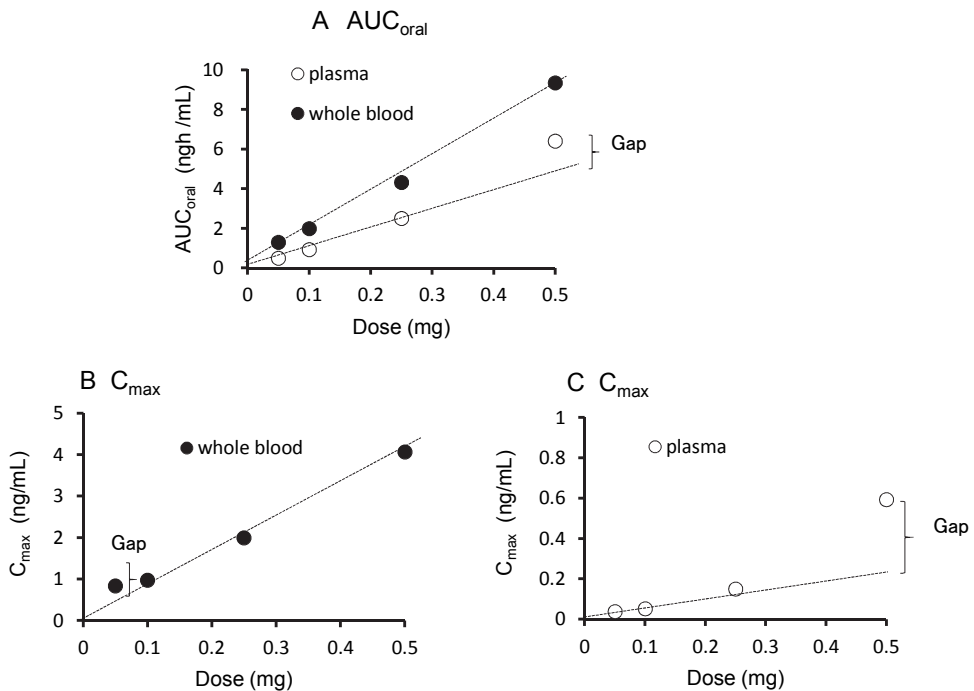 A AUCoral
plasma
whole blood
Gap
AUCoral (ngh /mL)
10
8
6
4
2
0
0 0.1 0.2 0.3 0.4 0.5
Dose (mg)
B Cmax
whole blood
Gap
Cmax (ng/mL)
5
4
3
2
1
0
0 0.1 0.2 0.3 0.4 0.5
Dose (mg)
C Cmax
plasma
Gap
Cmax (ng/mL)
1
0.8
0.6
0.4
0.2
0
0 0.1 0.2 0.3 0.4 0.5
Dose (mg)